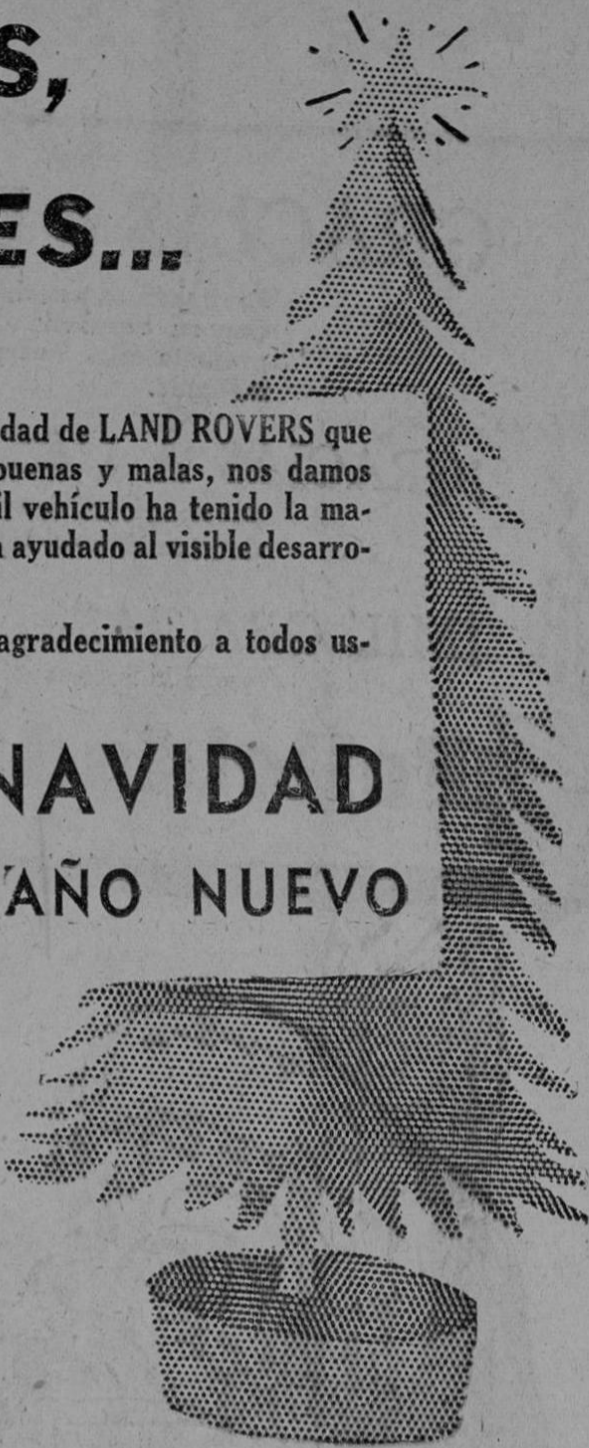 S,
ES...
dad de LAND ROVERS que
buenas y malas, nos damos
il vehículo ha tenido la ma-
ayudado al visible desarro-
agradecimiento a todos us-
NAVIDAD
AÑO NUEVO